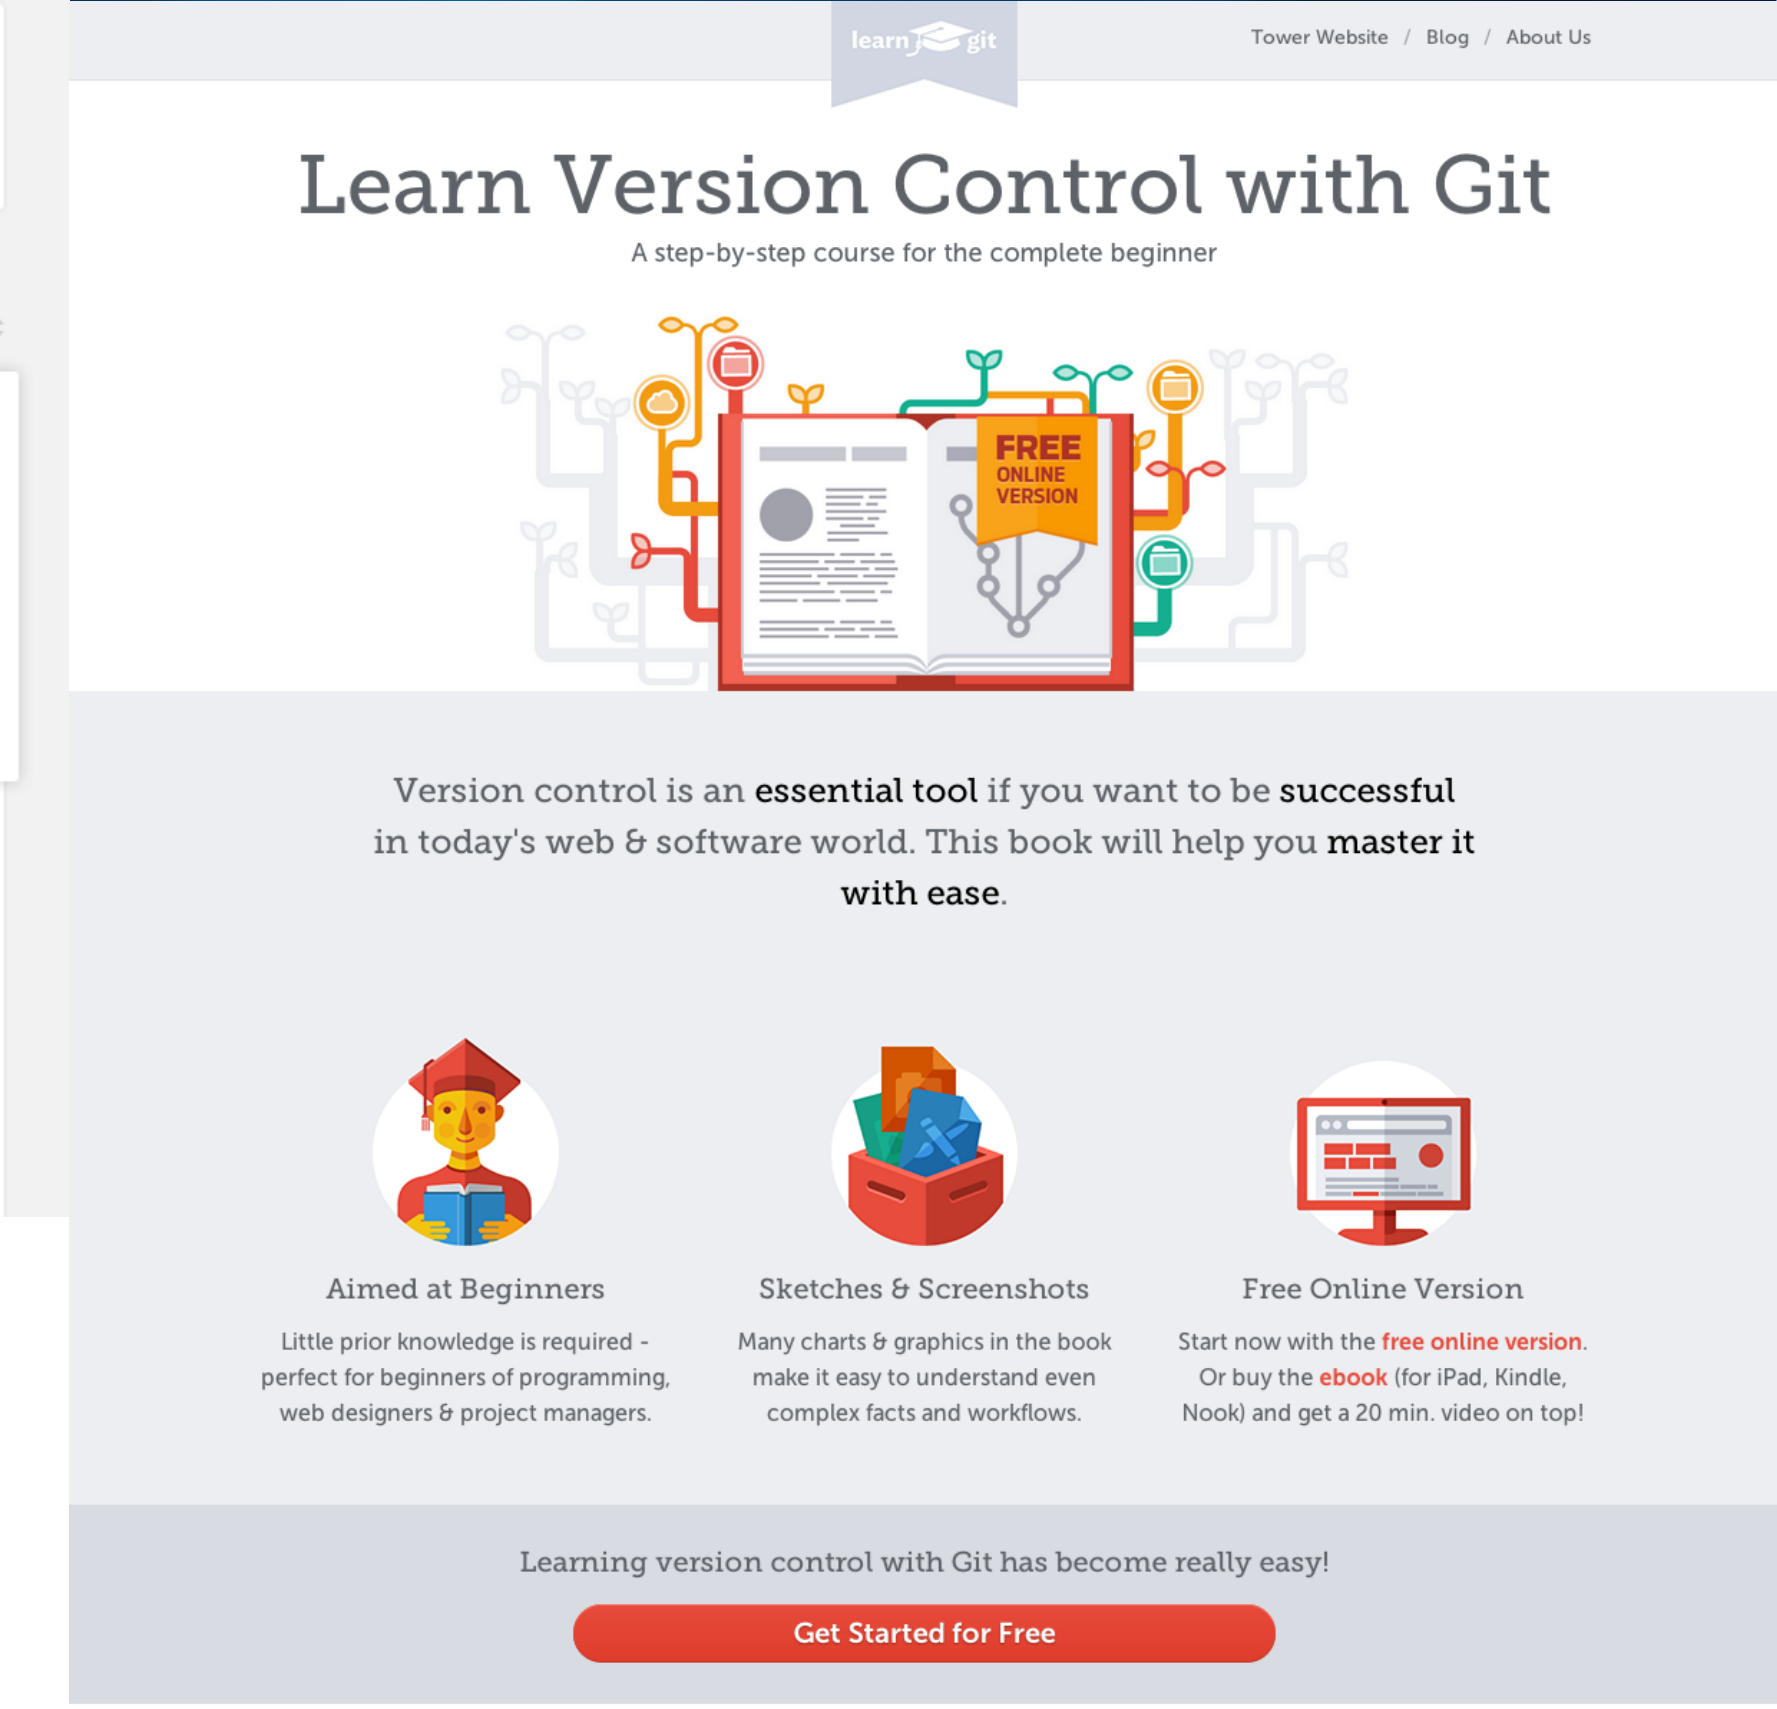 learn git
Tower Website / Blog / About Us
Learn Version Control with Git
A step-by-step course for the complete beginner
FREE
ONLINE
VERSION
Version control is an essential tool if you want to be successful
in today's web & software world. This book will help you master it
with ease.
Aimed at Beginners
Little prior knowledge is required -
perfect for beginners of programming,
web designers & project managers.
Sketches & Screenshots
Many charts & graphics in the book
make it easy to understand even
complex facts and workflows.
Free Online Version
Start now with the free online version.
Or buy the ebook (for iPad, Kindle,
Nook) and get a 20 min. video on top!
Learning version control with Git has become really easy!
Get Started for Free